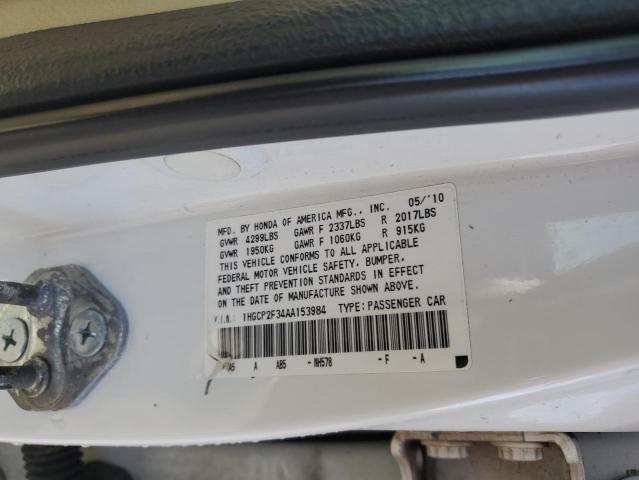 MFD. BY HONDA OF AMERICA MFG., INC. 05/'10
GVWR 4299LBS GAWR F 2337LBS R 2017LBS
GVWR 1950KG GAWR F 1060KG R 915KG
THIS VEHICLE CONFORMS TO ALL APPLICABLE
FEDERAL MOTOR VEHICLE SAFETY, BUMPER,
AND THEFT PREVENTION STANDARDS IN EFFECT
ON THE DATE OF MANUFACTURE SHOWN ABOVE.
V.I.N.: 1HGCP2F34AA153984 TYPE: PASSENGER CAR
A AB5 -NH578 -F -A